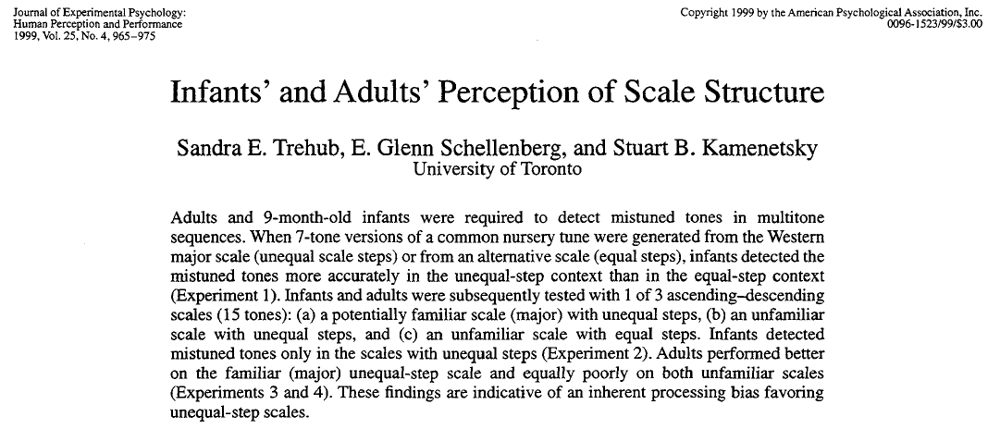 Journal of Experimental Psychology:
Human Perception and Performance
1999, Vol. 25, No. 4, 965–975
Copyright 1999 by the American Psychological Association, Inc.
0096-1523/99/$3.00
Infants' and Adults' Perception of Scale Structure
Sandra E. Trehub, E. Glenn Schellenberg, and Stuart B. Kamenetsky
University of Toronto
Adults and 9-month-old infants were required to detect mistuned tones in multitone
sequences. When 7-tone versions of a common nursery tune were generated from the Western
major scale (unequal scale steps) or from an alternative scale (equal steps), infants detected the
mistuned tones more accurately in the unequal-step context than in the equal-step context
(Experiment 1). Infants and adults were subsequently tested with 1 of 3 ascending–descending
scales (15 tones): (a) a potentially familiar scale (major) with unequal steps, (b) an unfamiliar
scale with unequal steps, and (c) an unfamiliar scale with equal steps. Infants detected
mistuned tones only in the scales with unequal steps (Experiment 2). Adults performed better
on the familiar (major) unequal-step scale and equally poorly on both unfamiliar scales
(Experiments 3 and 4). These findings are indicative of an inherent processing bias favoring
unequal-step scales.